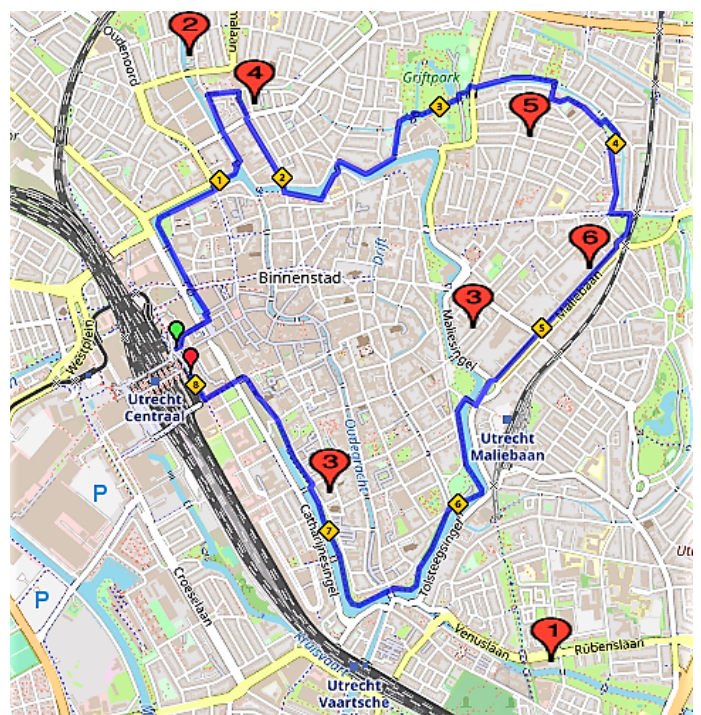 2
Oudenoord
4
Griftpark
3
5
4
1
2
6
Drift
Binnenstad
Maliebaan
3
Maliesingel
5
Westplein
8
Utrecht
Centraal
Utrecht
Maliebaan
Oudegracht
3
P
6
Catharijnesingel
7
Tolsteegsingel
P
Croeselaan
1
Venuslaan
Rubenslaan
Utrecht
Vaartsche